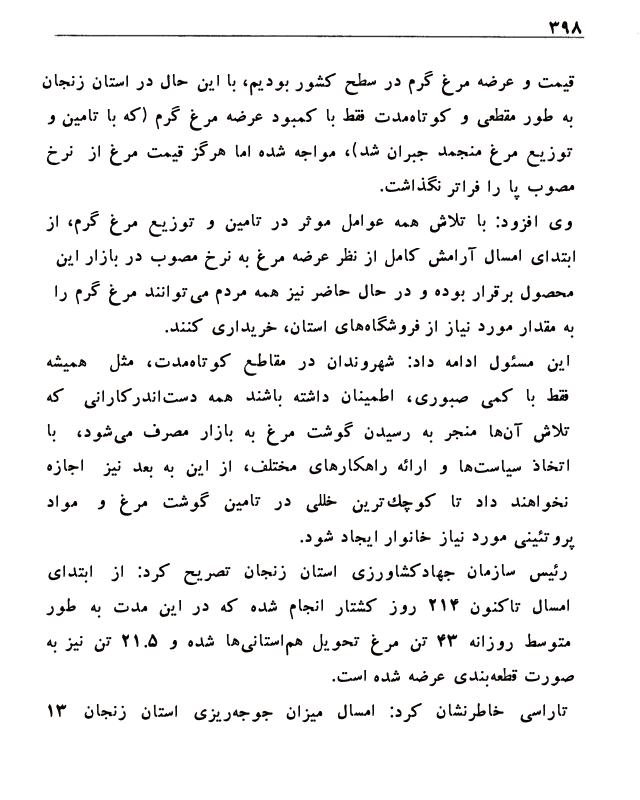 ۳۹۸
قیمت و عرضه مرغ گرم در سطح کشور بودیم، با این حال در استان زنجان
به طور مقطعی و کوتاه‌مدت فقط با کمبود عرضه مرغ گرم (که با تامین و
توزیع مرغ منجمد جبران شد)، مواجه شده اما هرگز قیمت مرغ از نرخ
مصوب پا را فراتر نگذاشت.
وی افزود: با تلاش همه عوامل موثر در تامین و توزیع مرغ گرم، از
ابتدای امسال آرامش کامل از نظر عرضه مرغ به نرخ مصوب در بازار این
محصول برقرار بوده و در حال حاضر نیز همه مردم می‌توانند مرغ گرم را
به مقدار مورد نیاز از فروشگاه‌های استان، خریداری کنند.
این مسئول ادامه داد: شهروندان در مقاطع کوتاه‌مدت، مثل همیشه
فقط با کمی صبوری، اطمینان داشته باشند همه دست‌اندرکارانی که
تلاش آن‌ها منجر به رسیدن گوشت مرغ به بازار مصرف می‌شود، با
اتخاذ سیاست‌ها و ارائه راهکارهای مختلف، از این به بعد نیز اجازه
نخواهند داد تا کوچك‌ترین خللی در تامین گوشت مرغ و مواد
پروتئینی مورد نیاز خانوار ایجاد شود.
رئیس سازمان جهادکشاورزی استان زنجان تصریح کرد: از ابتدای
امسال تاکنون ۲۱۴ روز کشتار انجام شده که در این مدت به طور
متوسط روزانه ۴۳ تن مرغ تحویل هم‌استانی‌ها شده و ۲۱.۵ تن نیز به
صورت قطعه‌بندی عرضه شده است.
تاراسی خاطرنشان کرد: امسال میزان جوجه‌ریزی استان زنجان ۱۳